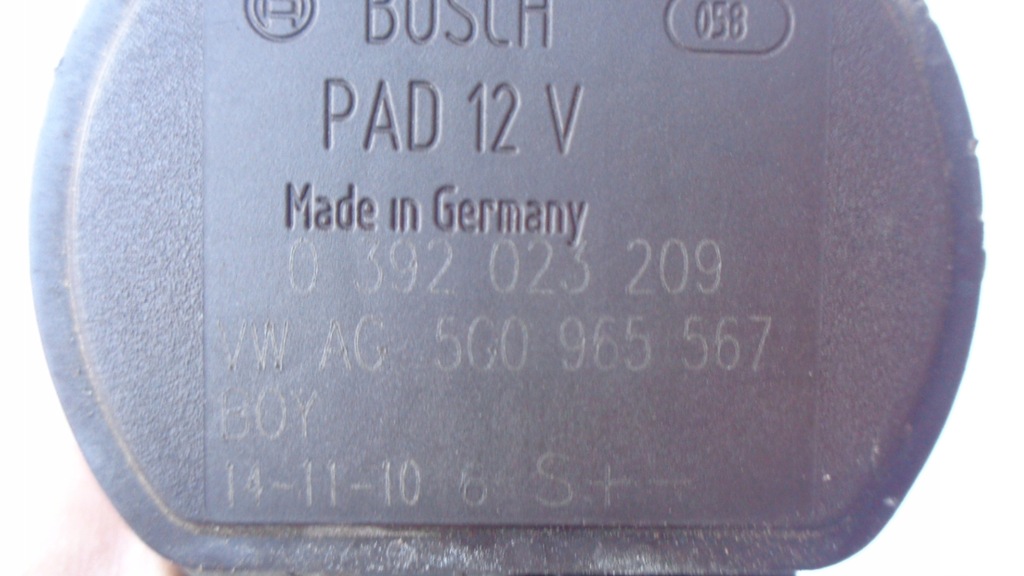 BOSCH 058
PAD 12 V
Made in Germany
0 392 023 209
VW AG 5G0 965 567
BOY
14-11-10 6 S+-